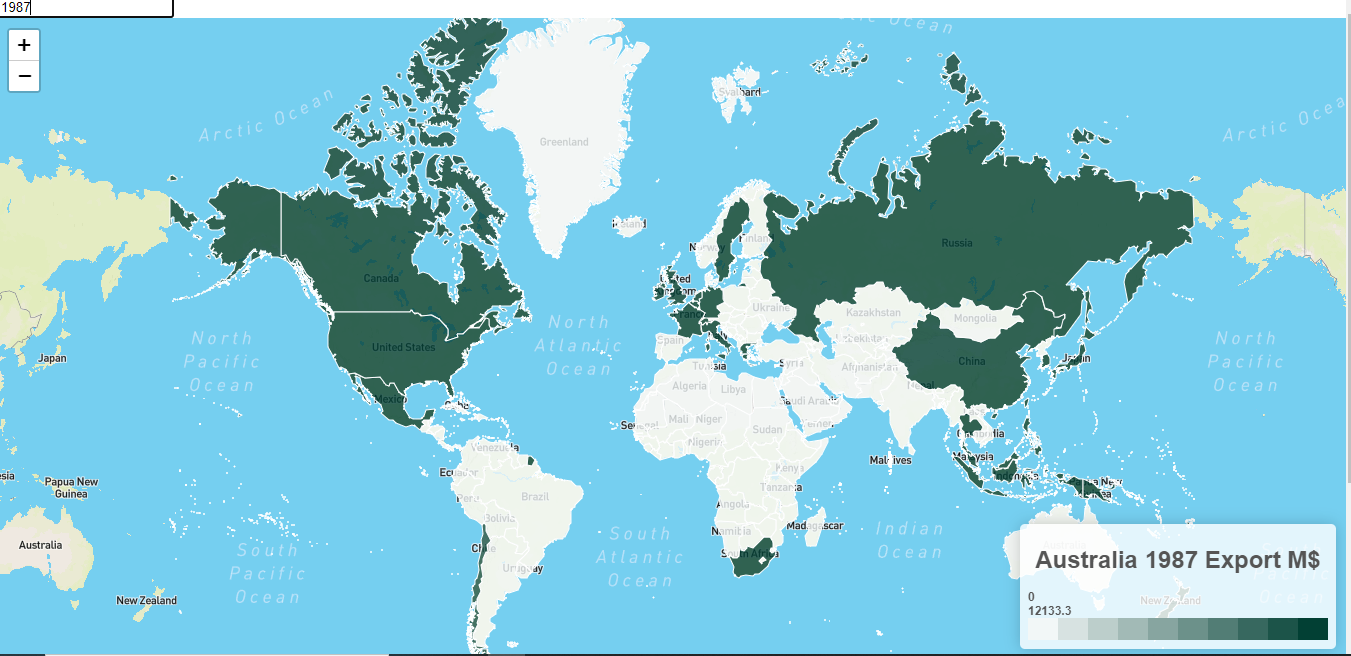 1987
+
−
Arctic Ocean
Arctic Ocean
Greenland
Svalbard
Iceland
Norway
Finland
Russia
Canada
United Kingdom
United States
France
Ukraine
Kazakhstan
Mongolia
Uzbekistan
Spain
Tunisia
Syria
Afghanistan
China
Japan
Japan
North
Pacific
Ocean
North
Atlantic
Ocean
North
Pacific
Ocean
Mexico
Cuba
Algeria
Libya
Saudi Arabia
Nepal
Senegal
Mali
Niger
Sudan
Yemen
Cambodia
Venezuela
Nigeria
Maldives
Malaysia
Indonesia
Ecuador
Kenya
Papua New
Guinea
Papua New
Guinea
Peru
Brazil
Tanzania
Angola
Bolivia
Namibia
Madagascar
Indian
Ocean
South
Atlantic
Ocean
South
Pacific
Ocean
Australia
Chile
South Africa
Uruguay
New Zealand
New Zealand
Australia 1987 Export M$
0
12133.3